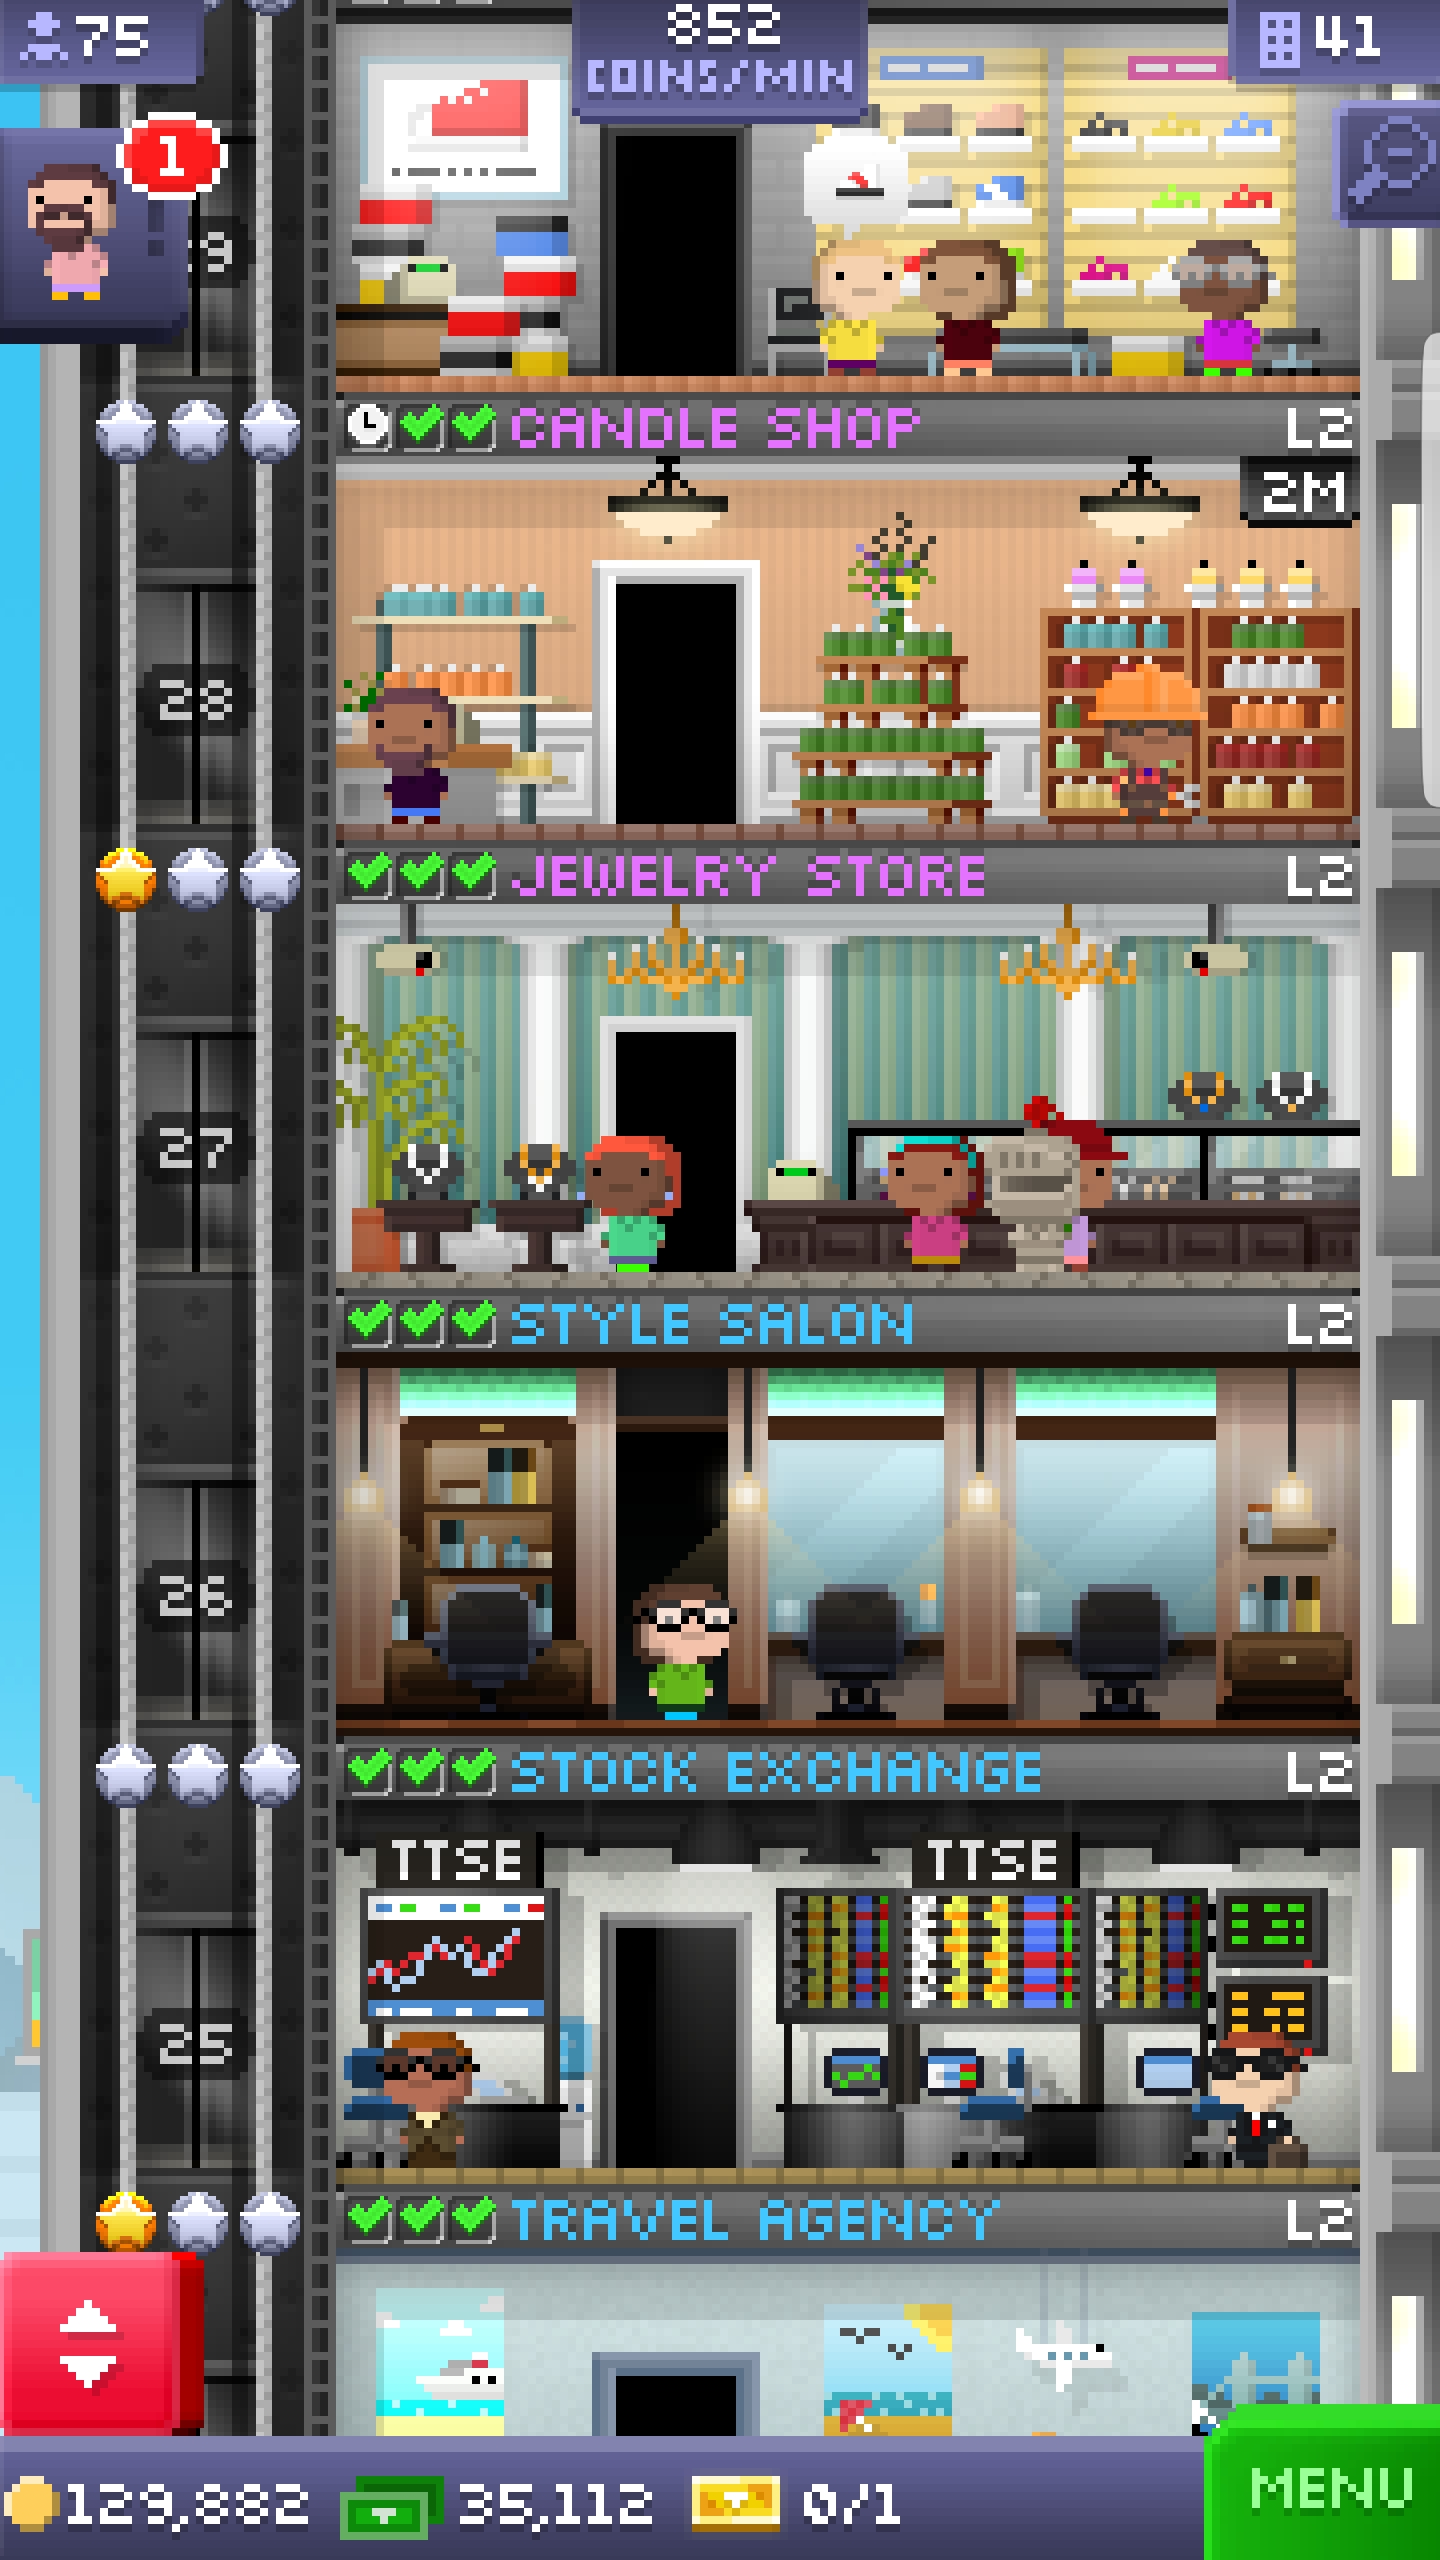 75
852
COINS/MIN
41
1
CANDLE SHOP
L2
2M
28
JEWELRY STORE
L2
27
STYLE SALON
L2
26
STOCK EXCHANGE
L2
TTSE
TTSE
25
TRAVEL AGENCY
L2
129,882
35,112
0/1
MENU